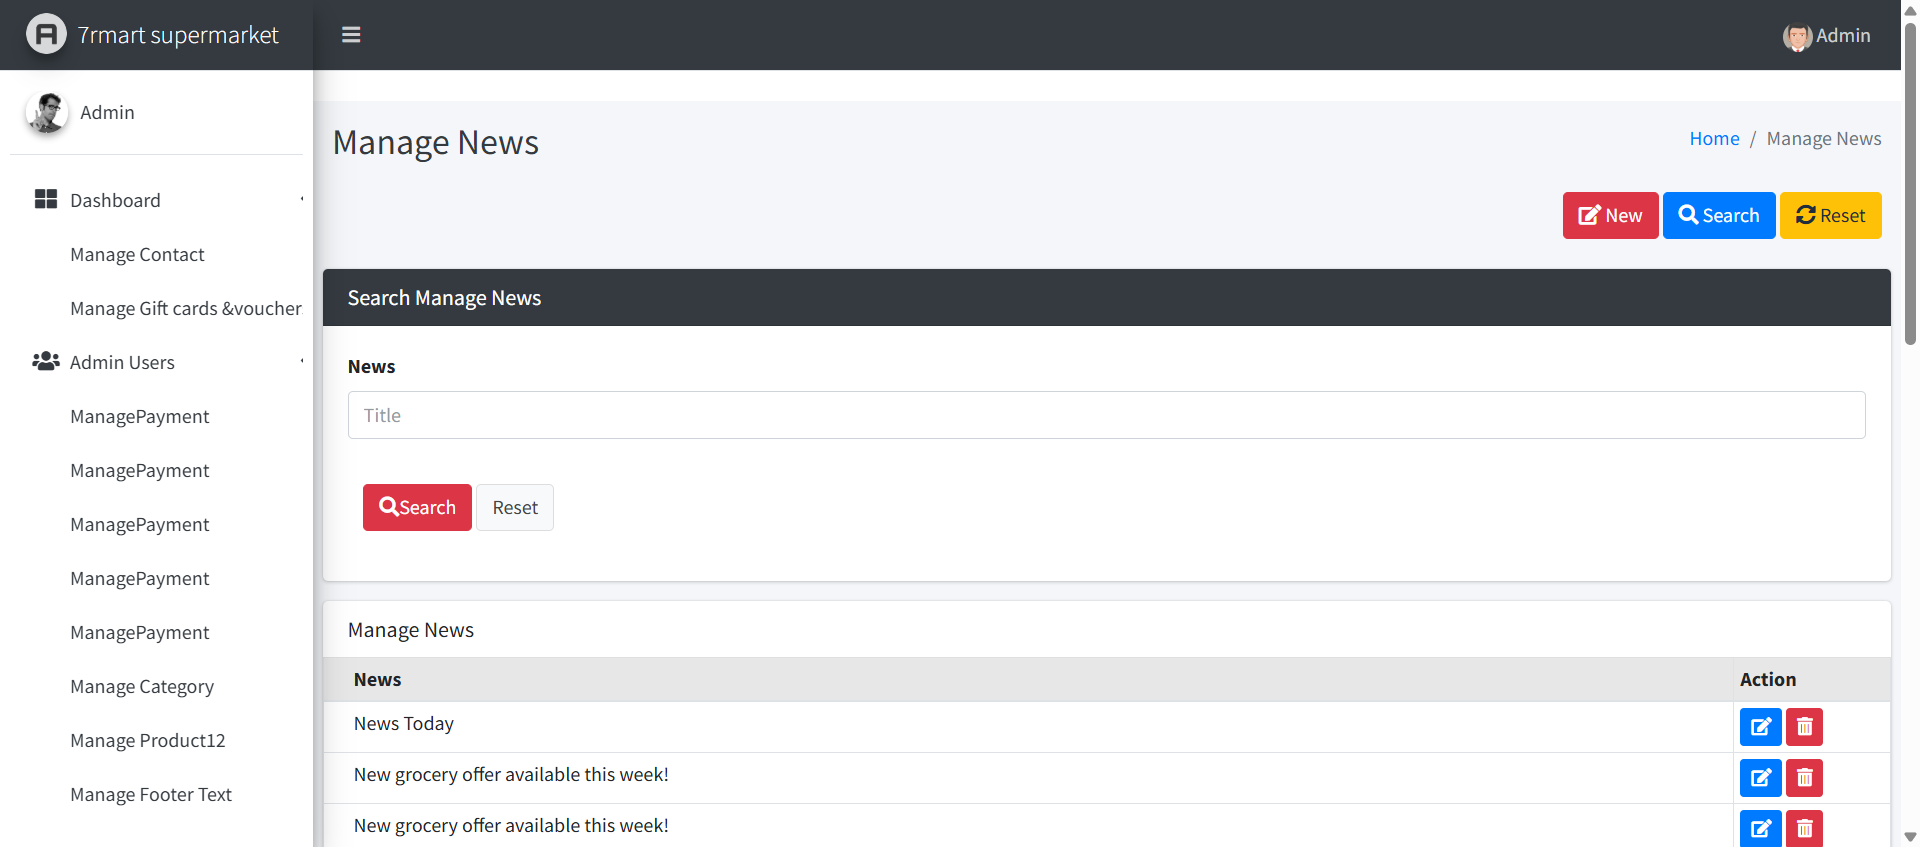 7rmart supermarket
Admin
Admin
Manage News
Home / Manage News
Dashboard
Manage Contact
Manage Gift cards &voucher
Admin Users
ManagePayment
ManagePayment
ManagePayment
ManagePayment
ManagePayment
Manage Category
Manage Product12
Manage Footer Text
New
Search
Reset
Search Manage News
News
Title
Search
Reset
Manage News
News Action
News Today
New grocery offer available this week!
New grocery offer available this week!